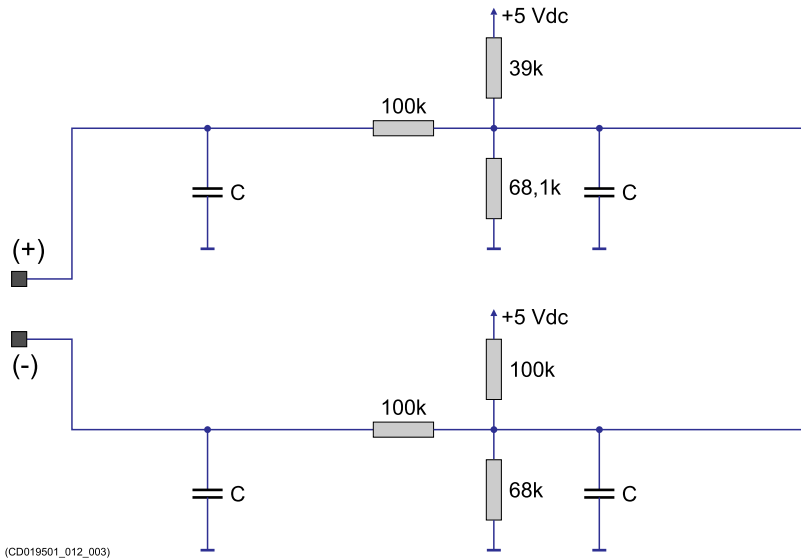 +5 Vdc
39k
100k
68,1k
C
C
(+)
(-)
+5 Vdc
100k
100k
68k
C
C
(CD019501_012_003)